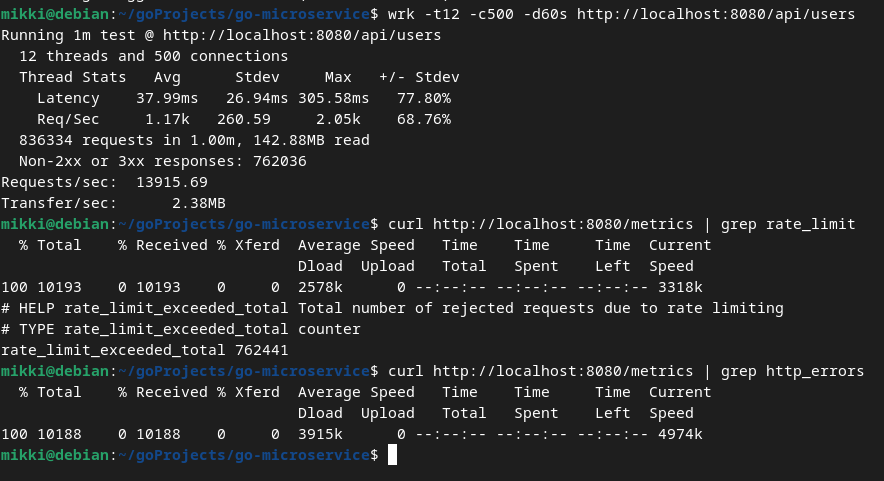 mikki@debian:~/goProjects/go-microservice$ wrk -t12 -c500 -d60s http://localhost:8080/api/users
Running 1m test @ http://localhost:8080/api/users
  12 threads and 500 connections
  Thread Stats   Avg      Stdev     Max   +/- Stdev
    Latency    37.99ms   26.94ms 305.58ms   77.80%
    Req/Sec     1.17k   260.59     2.05k    68.76%
  836334 requests in 1.00m, 142.88MB read
  Non-2xx or 3xx responses: 762036
Requests/sec:  13915.69
Transfer/sec:      2.38MB
mikki@debian:~/goProjects/go-microservice$ curl http://localhost:8080/metrics | grep rate_limit
  % Total    % Received % Xferd  Average Speed   Time    Time     Time  Current
                                 Dload  Upload   Total   Spent    Left  Speed
100 10193    0 10193    0     0  2578k      0 --:--:-- --:--:-- --:--:-- 3318k
# HELP rate_limit_exceeded_total Total number of rejected requests due to rate limiting
# TYPE rate_limit_exceeded_total counter
rate_limit_exceeded_total 762441
mikki@debian:~/goProjects/go-microservice$ curl http://localhost:8080/metrics | grep http_errors
  % Total    % Received % Xferd  Average Speed   Time    Time     Time  Current
                                 Dload  Upload   Total   Spent    Left  Speed
100 10188    0 10188    0     0  3915k      0 --:--:-- --:--:-- --:--:-- 4974k
mikki@debian:~/goProjects/go-microservice$